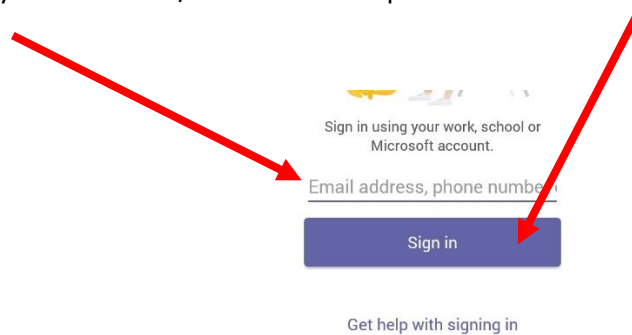 Sign in using your work, school or
Microsoft account.
Email address, phone number
Sign in
Get help with signing in